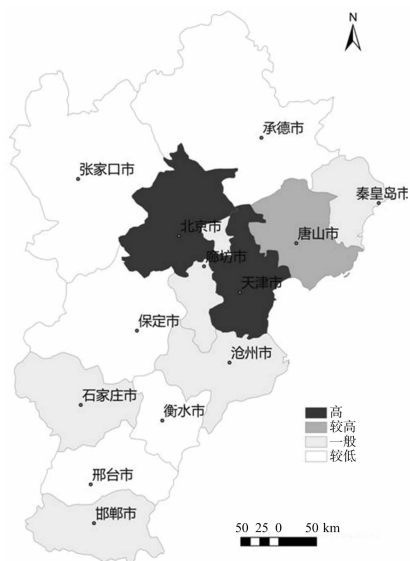 N
承德市
张家口市
秦皇岛市
北京市
唐山市
廊坊市
天津市
保定市
沧州市
石家庄市
衡水市
邢台市
邯郸市
高
较高
一般
较低
50 25 0 50 km